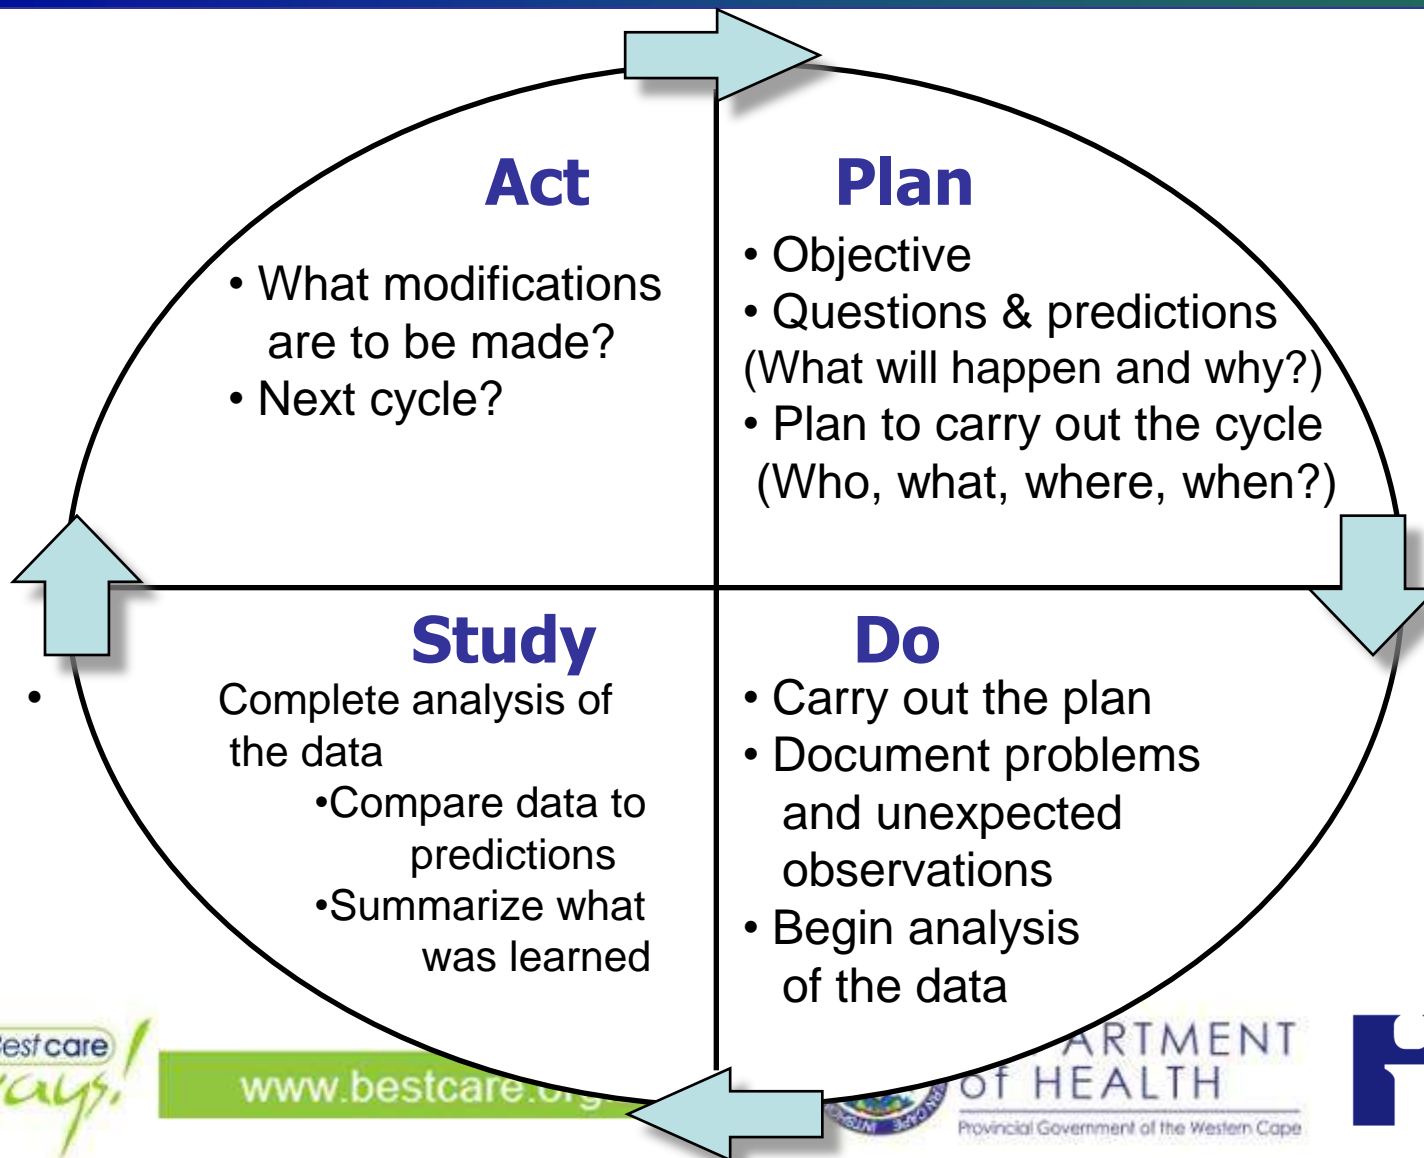 Act
• What modifications
are to be made?
• Next cycle?
Plan
• Objective
• Questions & predictions
(What will happen and why?)
• Plan to carry out the cycle
(Who, what, where, when?)
Study
• Complete analysis of
the data
•Compare data to
predictions
•Summarize what
was learned
Do
• Carry out the plan
• Document problems
and unexpected
observations
• Begin analysis
of the data
care
www.bestcare.
ARTMENT
of HEALTH
Provincial Government of the Western Cape